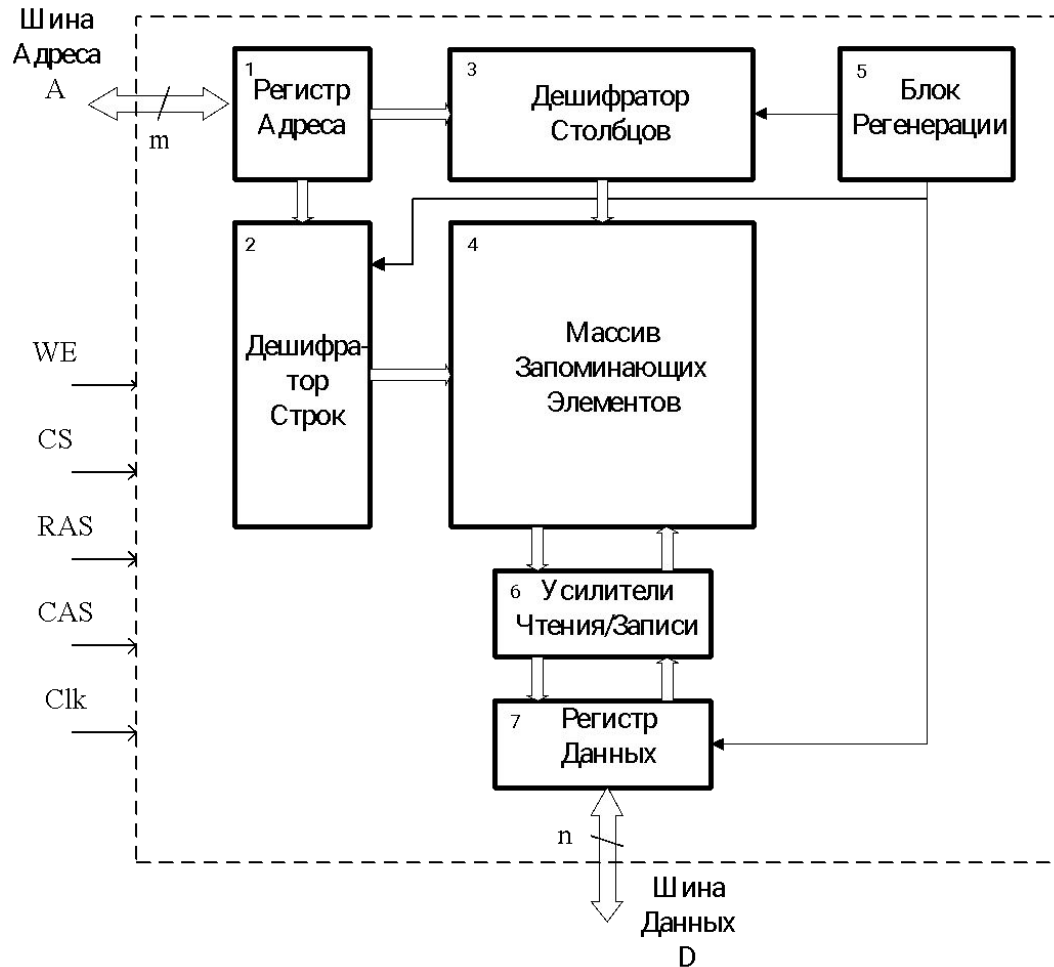 Шина
Адреса
A
m
1
Регистр
Адреса
3
Дешифратор
Столбцов
5
Блок
Регенерации
2
Дешифра-
тор
Строк
4
Массив
Запоминающих
Элементов
WE
CS
RAS
CAS
Clk
6
Усилители
Чтения/Записи
7
Регистр
Данных
n
Шина
Данных
D